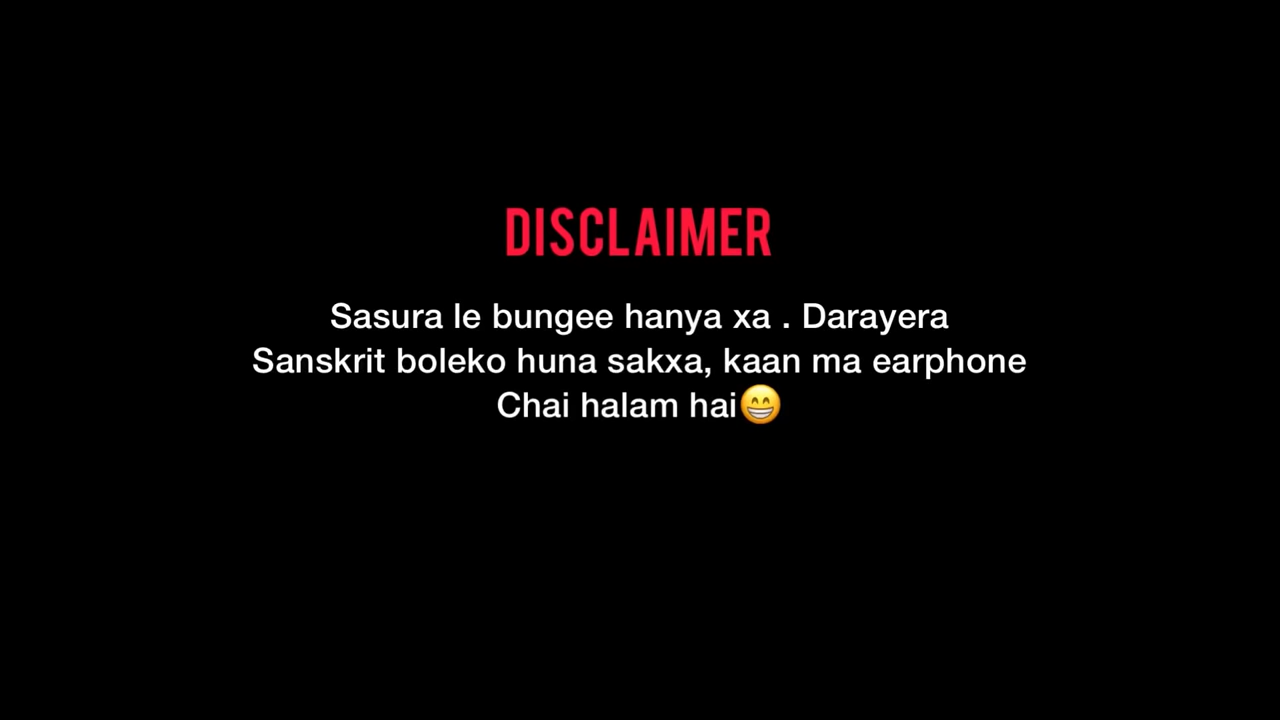 DISCLAIMER
Sasura le bungee hanya xa . Darayera
Sanskrit boleko huna sakxa, kaan ma earphone
Chai halam hai😁